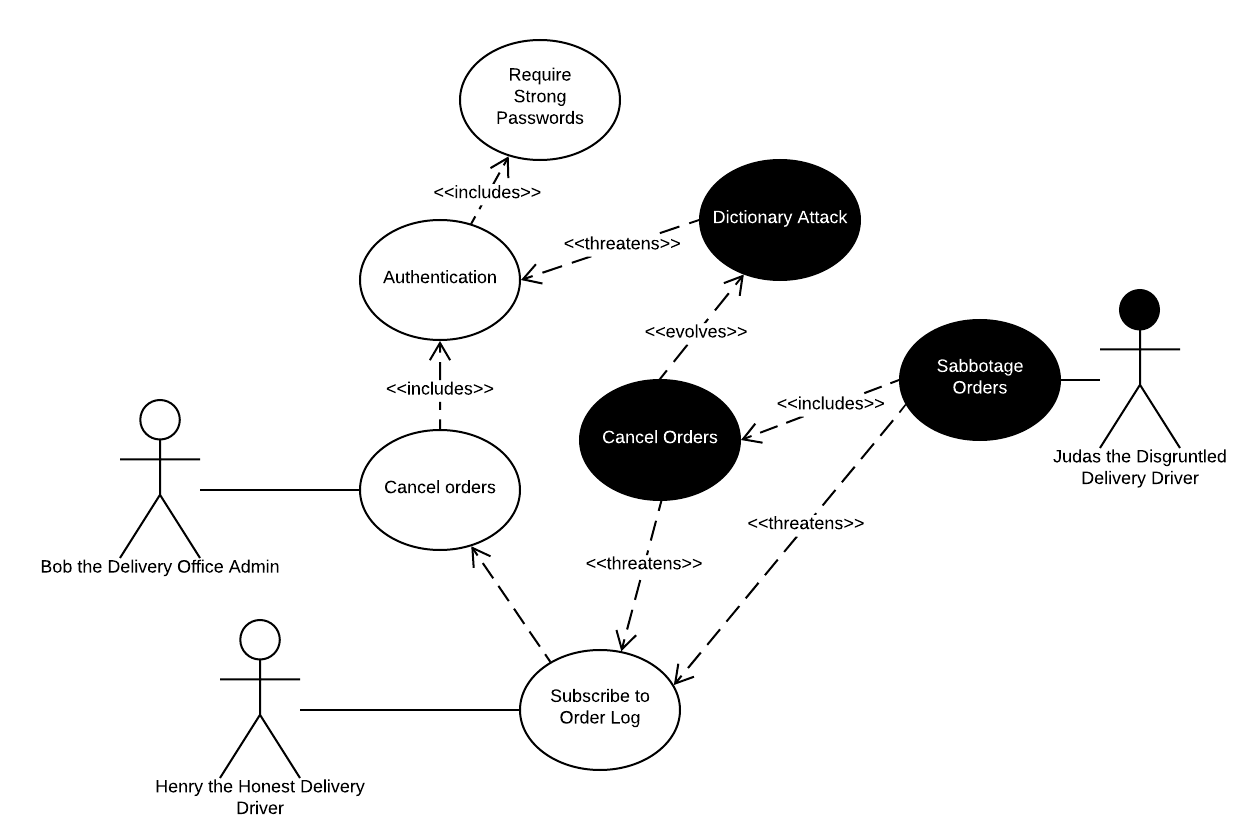 Require
Strong
Passwords
<<includes>>
Dictionary Attack
<<threatens>>
Authentication
<<evolves>>
Sabbotage
Orders
<<includes>>
<<includes>>
Cancel Orders
Judas the Disgruntled
Delivery Driver
Cancel orders
<<threatens>>
Bob the Delivery Office Admin
<<threatens>>
Subscribe to
Order Log
Henry the Honest Delivery
Driver